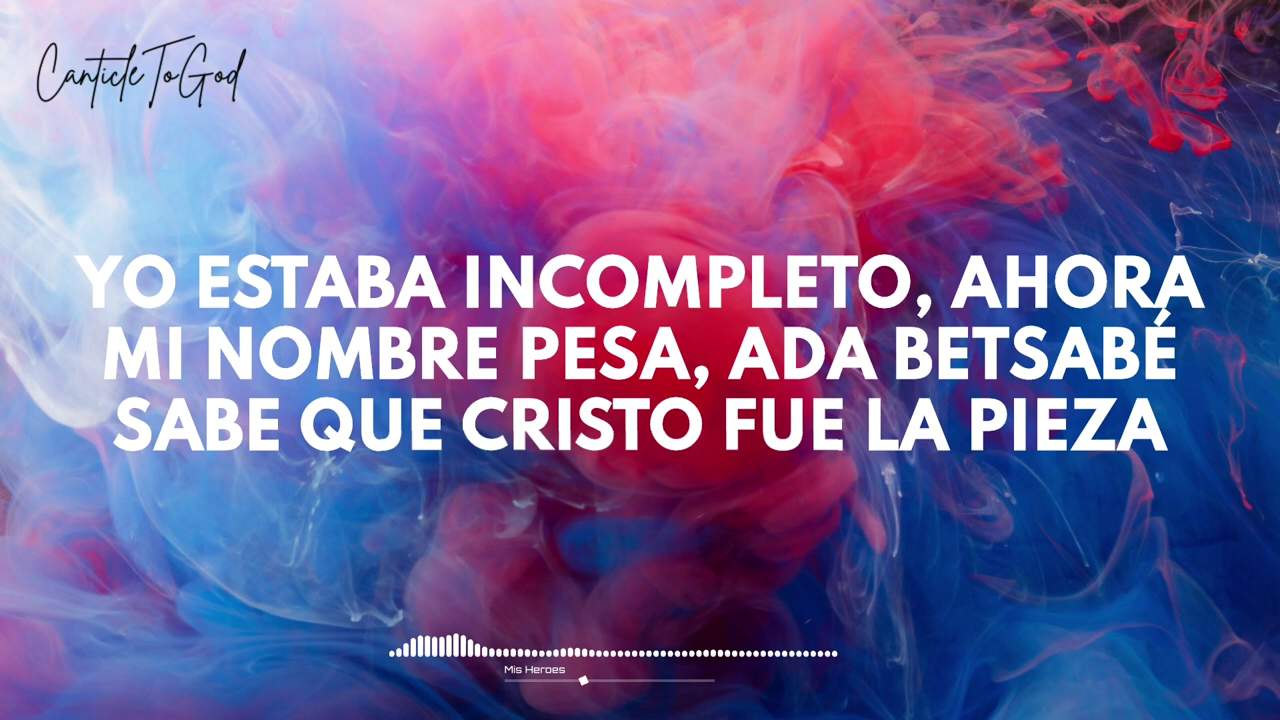 Canticle To God
YO ESTABA INCOMPLETO, AHORA
MI NOMBRE PESA, ADA BETSABÉ
SABE QUE CRISTO FUE LA PIEZA
Mis Heroes